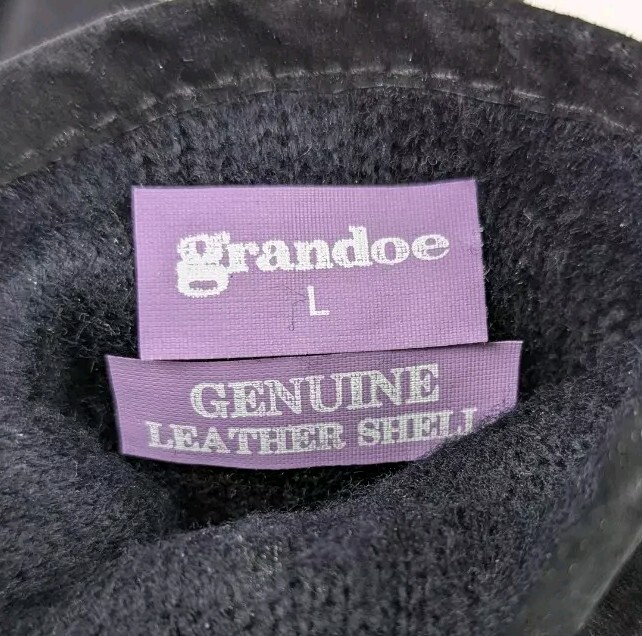 grandoe
L
GENUINE
LEATHER SHELL